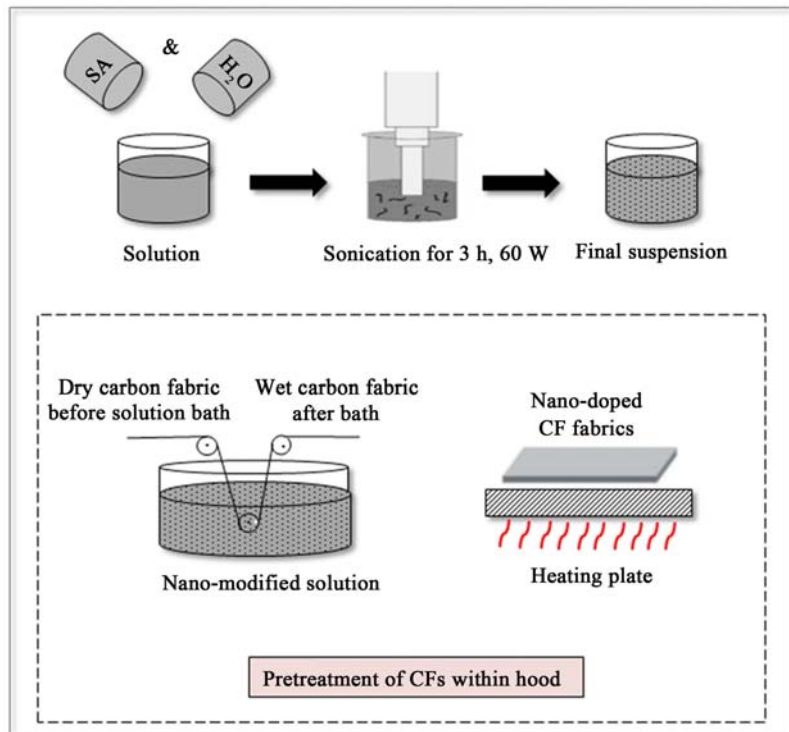 SA
&
H₂O
Solution
Sonication for 3 h, 60 W
Final suspension
Dry carbon fabric
before solution bath
Wet carbon fabric
after bath
Nano-modified solution
Nano-doped
CF fabrics
Heating plate
Pretreatment of CFs within hood